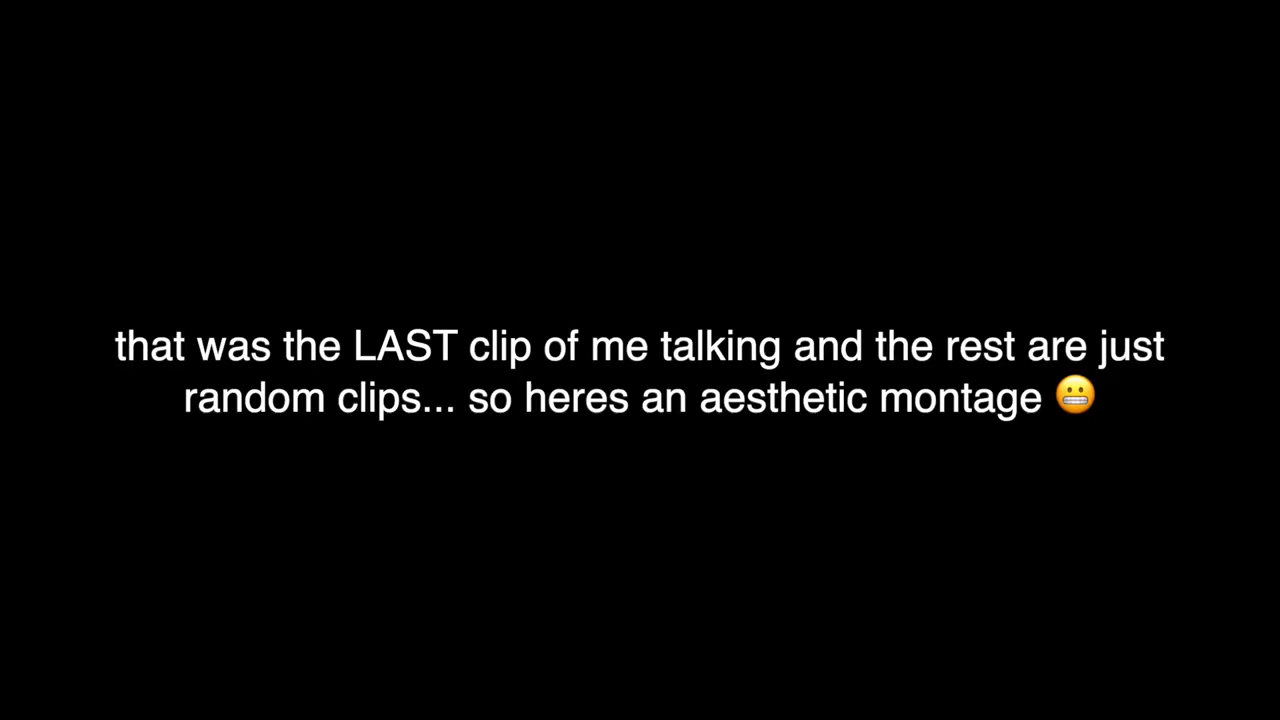 that was the LAST clip of me talking and the rest are just
random clips... so heres an aesthetic montage 😬